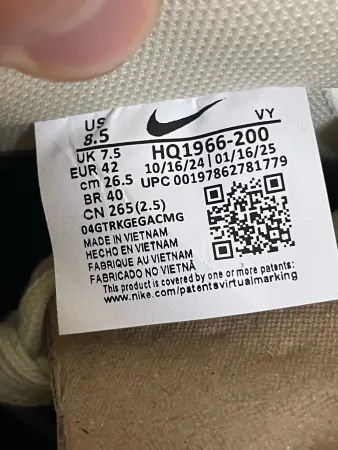 US VY
8.5
UK 7.5 HQ1966-200
EUR 42 10/16/24 | 01/16/25
cm 26.5 UPC 00197862781779
BR 40
CN 265(2.5)
04GTRKGEGACMG
MADE IN VIETNAM
HECHO EN VIETNAM
FABRIQUE AU VIETNAM
FABRICADO NO VIETNÃ
This product is covered by one or more patents:
www.nike.com/patentsvirtualmarking